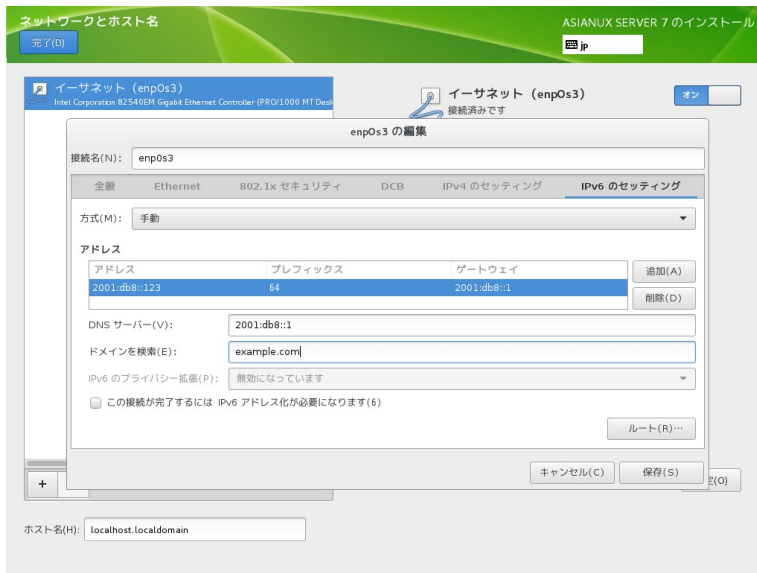 ネットワークとホスト名
ASIANUX SERVER 7 のインストール
完了(D)
jp
イーサネット (enp0s3)
Intel Corporation 82540EM Gigabit Ethernet Controller (PRO/1000 MT Desk
イーサネット (enp0s3)
接続済みです
オン
enp0s3 の編集
接続名(N): enp0s3
全般 Ethernet 802.1x セキュリティ DCB IPv4 のセッティング IPv6 のセッティング
方式(M): 手動
アドレス
アドレス プレフィックス ゲートウェイ
2001:db8::123 64 2001:db8::1
追加(A)
削除(D)
DNS サーバー(V): 2001:db8::1
ドメインを検索(E): example.com
IPv6 のプライバシー拡張(P): 無効になっています
この接続が完了するには IPv6 アドレス化が必要になります(6)
ルート(R)…
キャンセル(C) 保存(S)
+
(O)
ホスト名(H): localhost.localdomain